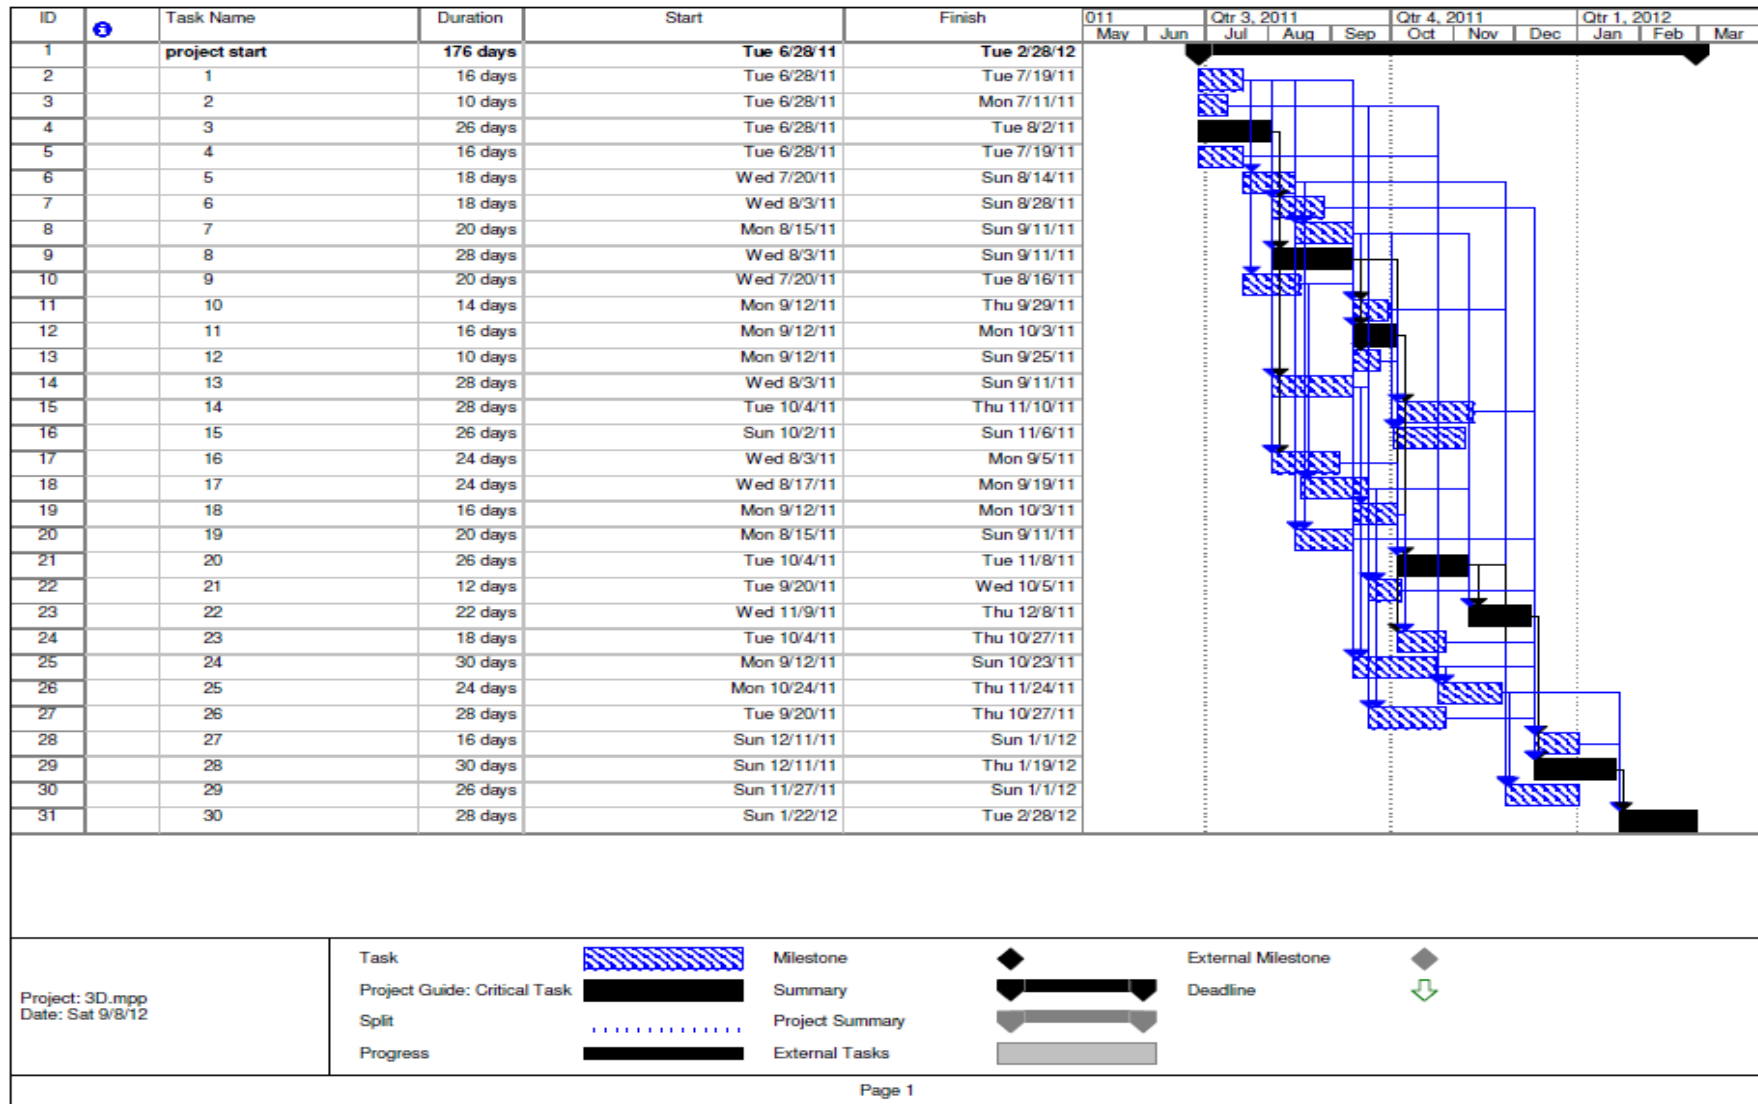 ID Task Name Duration Start Finish 011 Qtr 3, 2011 Qtr 4, 2011 Qtr 1, 2012
May Jun Jul Aug Sep Oct Nov Dec Jan Feb Mar
1 project start 176 days Tue 6/28/11 Tue 2/28/12
2 1 16 days Tue 6/28/11 Tue 7/19/11
3 2 10 days Tue 6/28/11 Mon 7/11/11
4 3 26 days Tue 6/28/11 Tue 8/2/11
5 4 16 days Tue 6/28/11 Tue 7/19/11
6 5 18 days Wed 7/20/11 Sun 8/14/11
7 6 18 days Wed 8/3/11 Sun 8/28/11
8 7 20 days Mon 8/15/11 Sun 9/11/11
9 8 28 days Wed 8/3/11 Sun 9/11/11
10 9 20 days Wed 7/20/11 Tue 8/16/11
11 10 14 days Mon 9/12/11 Thu 9/29/11
12 11 16 days Mon 9/12/11 Mon 10/3/11
13 12 10 days Mon 9/12/11 Sun 9/25/11
14 13 28 days Wed 8/3/11 Sun 9/11/11
15 14 28 days Tue 10/4/11 Thu 11/10/11
16 15 26 days Sun 10/2/11 Sun 11/6/11
17 16 24 days Wed 8/3/11 Mon 9/5/11
18 17 24 days Wed 8/17/11 Mon 9/19/11
19 18 16 days Mon 9/12/11 Mon 10/3/11
20 19 20 days Mon 8/15/11 Sun 9/11/11
21 20 26 days Tue 10/4/11 Tue 11/8/11
22 21 12 days Tue 9/20/11 Wed 10/5/11
23 22 22 days Wed 11/9/11 Thu 12/8/11
24 23 18 days Tue 10/4/11 Thu 10/27/11
25 24 30 days Mon 9/12/11 Sun 10/23/11
26 25 24 days Mon 10/24/11 Thu 11/24/11
27 26 28 days Tue 9/20/11 Thu 10/27/11
28 27 16 days Sun 12/11/11 Sun 1/1/12
29 28 30 days Sun 12/11/11 Thu 1/19/12
30 29 26 days Sun 11/27/11 Sun 1/1/12
31 30 28 days Sun 1/22/12 Tue 2/28/12
Project: 3D.mpp
Date: Sat 9/8/12
Task Milestone External Milestone
Project Guide: Critical Task Summary Deadline
Split Project Summary
Progress External Tasks
Page 1